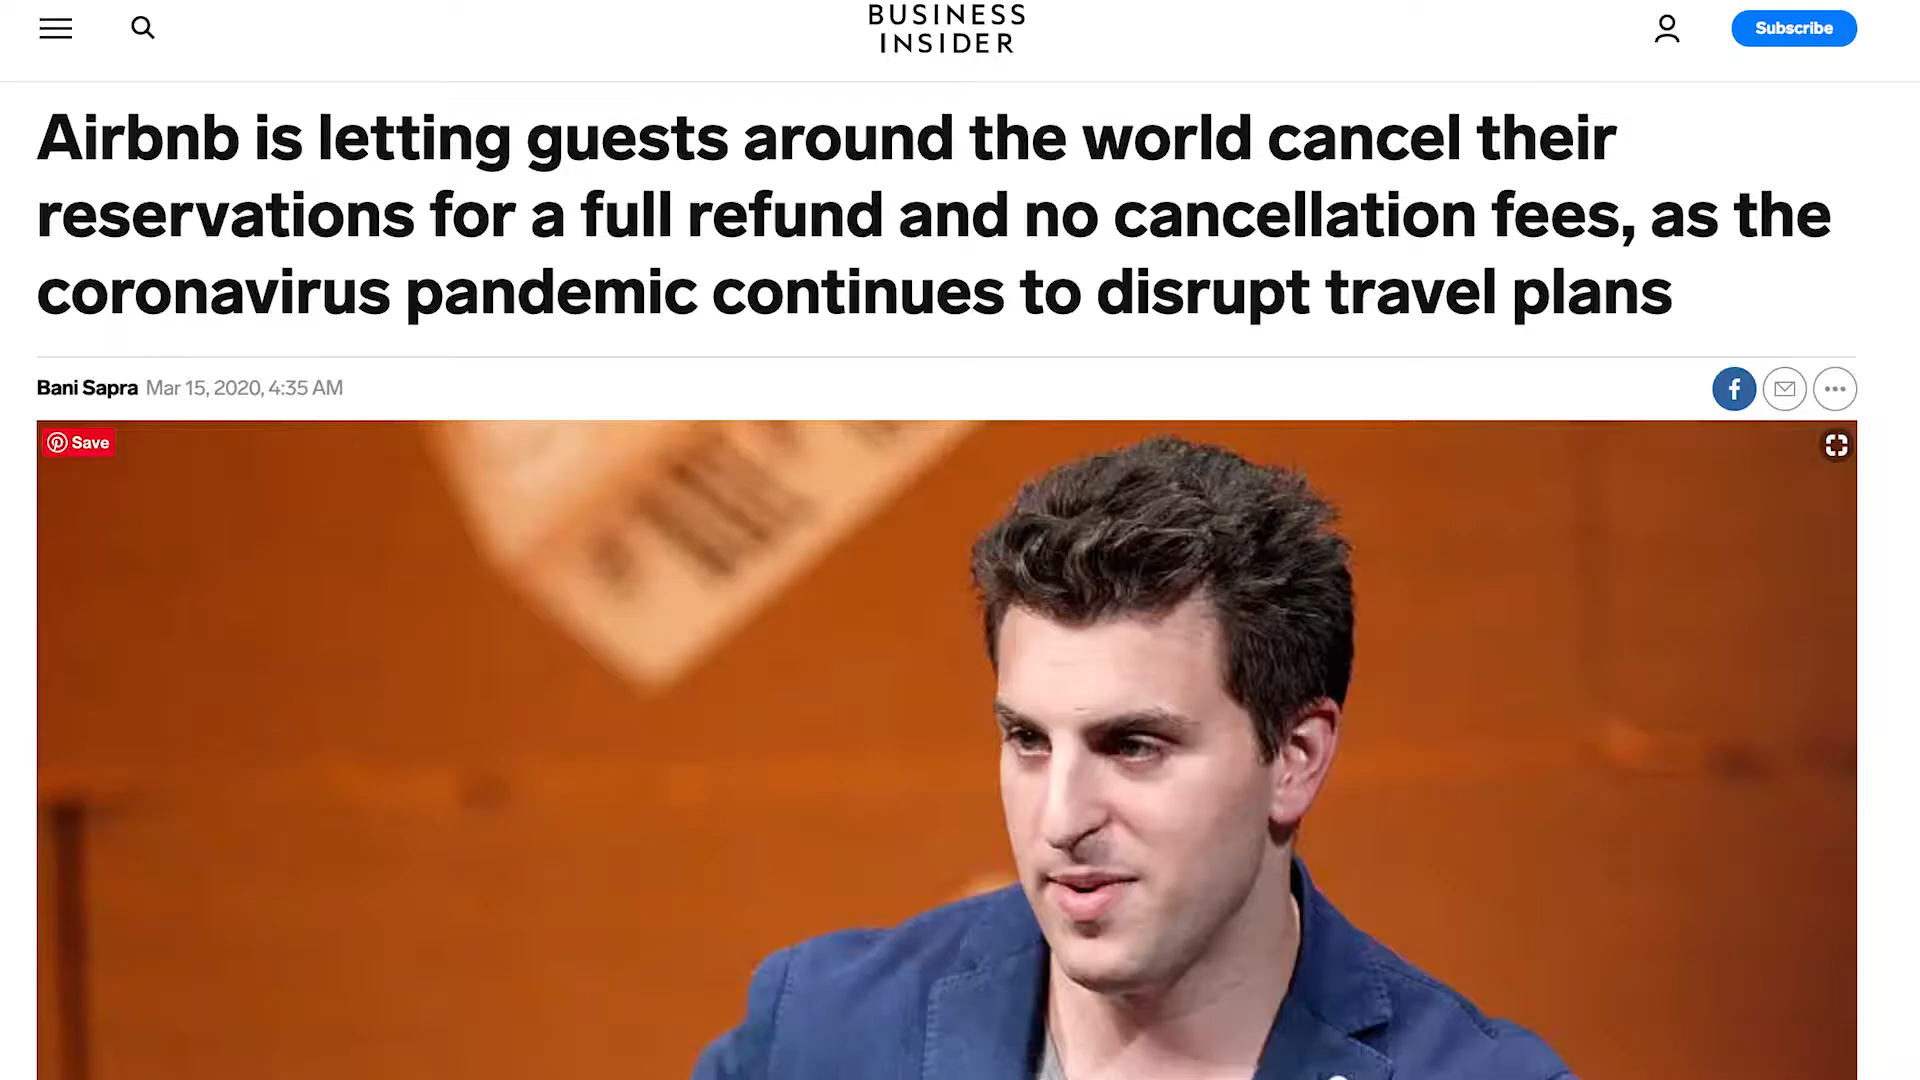 BUSINESS
INSIDER
Subscribe
Airbnb is letting guests around the world cancel their
reservations for a full refund and no cancellation fees, as the
coronavirus pandemic continues to disrupt travel plans
Bani Sapra Mar 15, 2020, 4:35 AM
f
Save